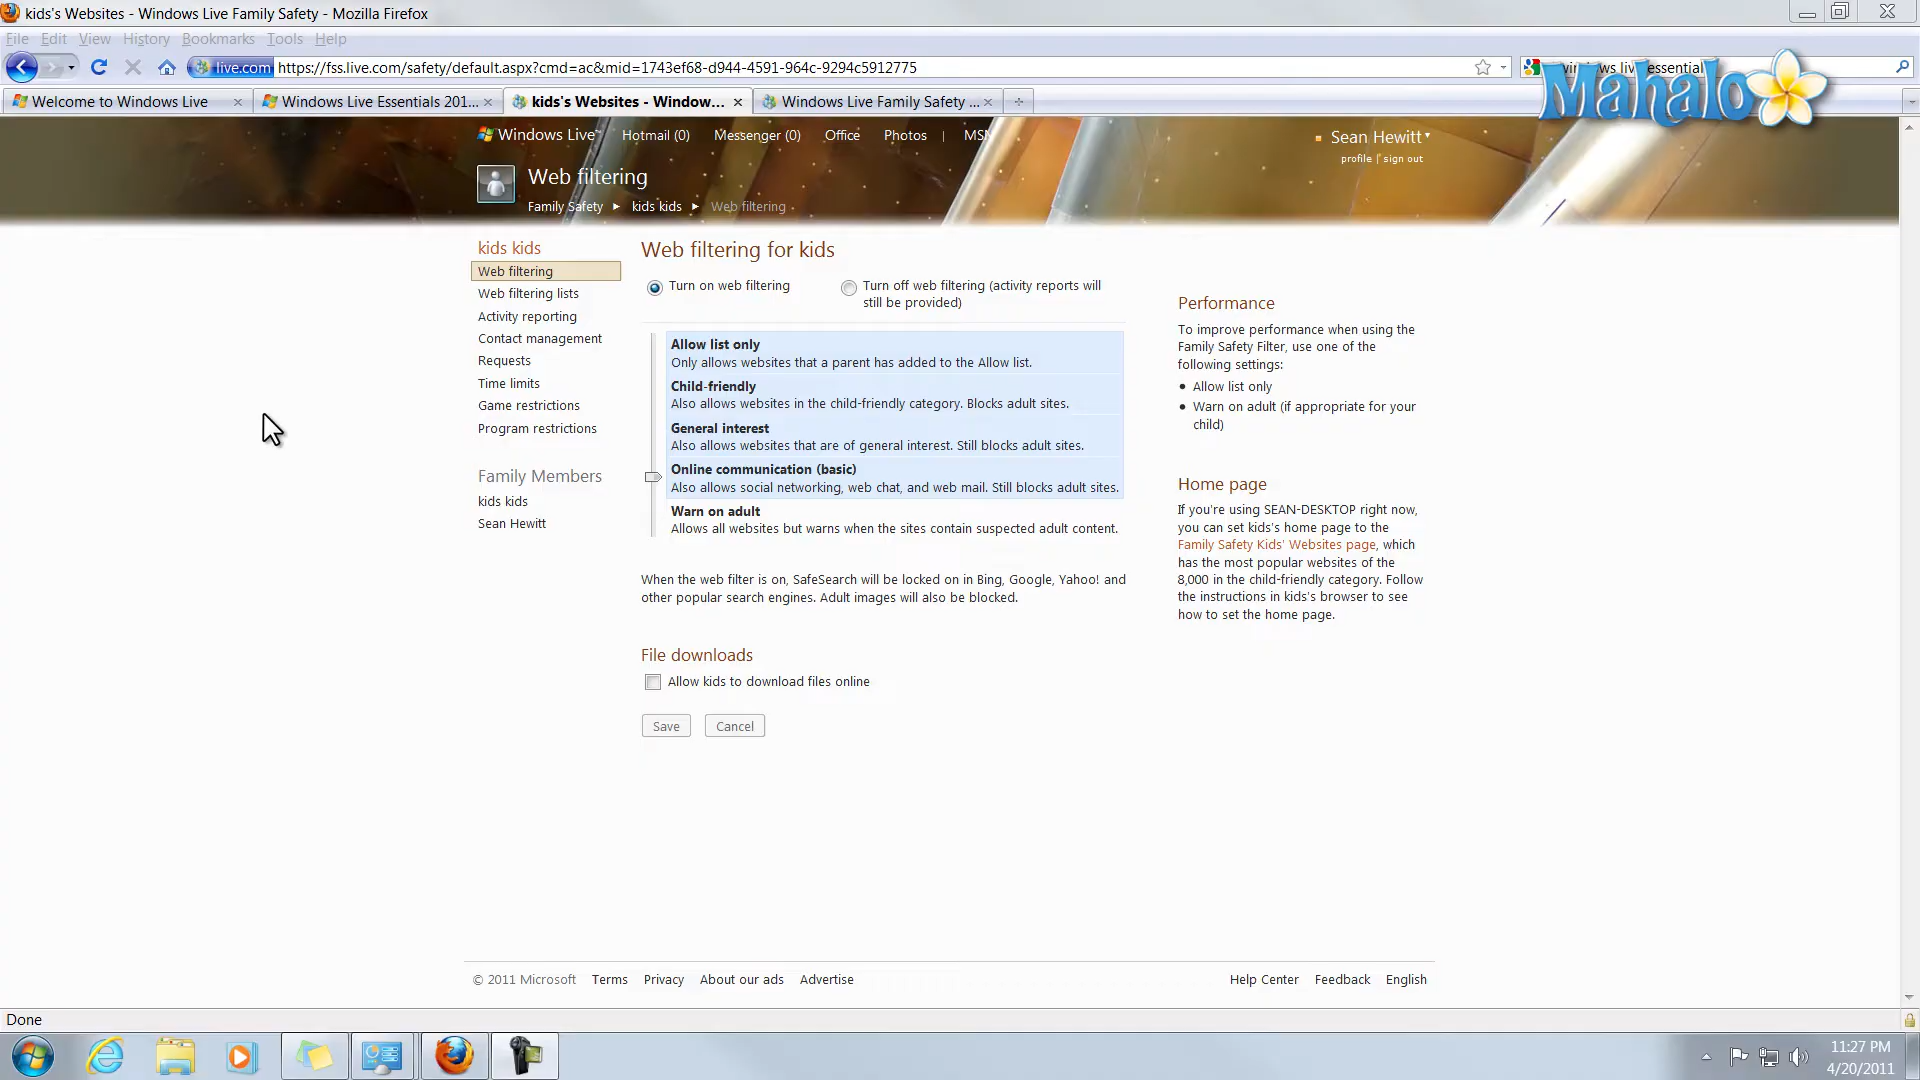 kids's Websites - Windows Live Family Safety - Mozilla Firefox
File Edit View History Bookmarks Tools Help
live.com https://fss.live.com/safety/default.aspx?cmd=ac&mid=1743ef68-d944-4591-964c-9294c5912775
Mahalo
Welcome to Windows Live
Windows Live Essentials 201...
kids's Websites - Window...
Windows Live Family Safety ...
Windows Live Hotmail (0) Messenger (0) Office Photos | MSN
Sean Hewitt
profile | sign out
Web filtering
Family Safety kids kids Web filtering
kids kids
Web filtering
Web filtering lists
Activity reporting
Contact management
Requests
Time limits
Game restrictions
Program restrictions
Family Members
kids kids
Sean Hewitt
Web filtering for kids
Turn on web filtering
Turn off web filtering (activity reports will
still be provided)
Allow list only
Only allows websites that a parent has added to the Allow list.
Child-friendly
Also allows websites in the child-friendly category. Blocks adult sites.
General interest
Also allows websites that are of general interest. Still blocks adult sites.
Online communication (basic)
Also allows social networking, web chat, and web mail. Still blocks adult sites.
Warn on adult
Allows all websites but warns when the sites contain suspected adult content.
When the web filter is on, SafeSearch will be locked on in Bing, Google, Yahoo! and
other popular search engines. Adult images will also be blocked.
File downloads
Allow kids to download files online
Save Cancel
Performance
To improve performance when using the
Family Safety Filter, use one of the
following settings:
• Allow list only
• Warn on adult (if appropriate for your
child)
Home page
If you're using SEAN-DESKTOP right now,
you can set kids's home page to the
Family Safety Kids' Websites page, which
has the most popular websites of the
8,000 in the child-friendly category. Follow
the instructions in kids's browser to see
how to set the home page.
© 2011 Microsoft Terms Privacy About our ads Advertise
Help Center Feedback English
Done
11:27 PM
4/20/2011